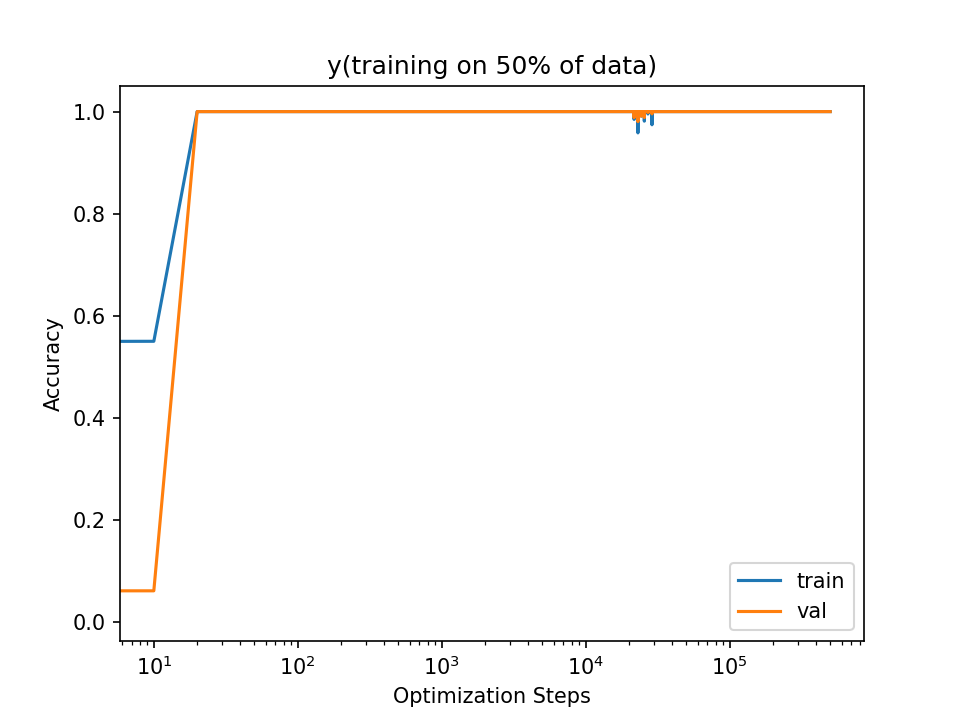 y(training on 50% of data)
1.0
0.8
0.6
0.4
0.2
0.0
Accuracy
train
val
10¹ 10² 10³ 10⁴ 10⁵
Optimization Steps